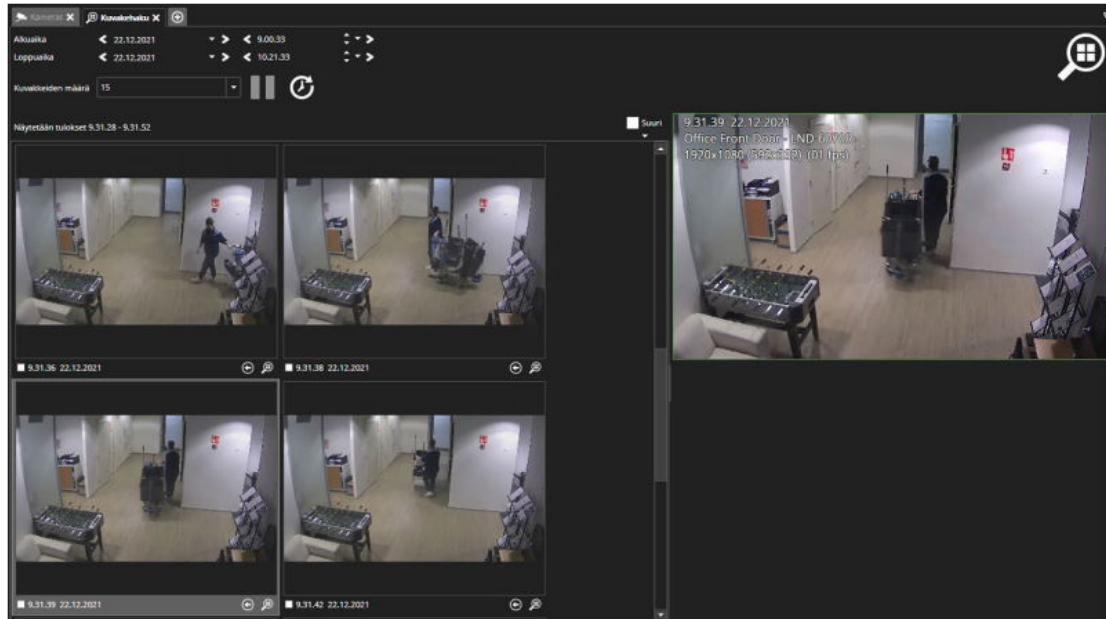 Kamerat
Kuvakehaku
Alkuaika 22.12.2021 9.00.33
Loppuaika 22.12.2021 10.21.33
Kuvakkeiden määrä 15
Näytetään tulokset 9.31.28 - 9.31.52
Suuri
9.31.39 22.12.2021
Office Front Door - LND
1920x1080 (01 fps)
9.31.36 22.12.2021
9.31.38 22.12.2021
9.31.39 22.12.2021
9.31.42 22.12.2021